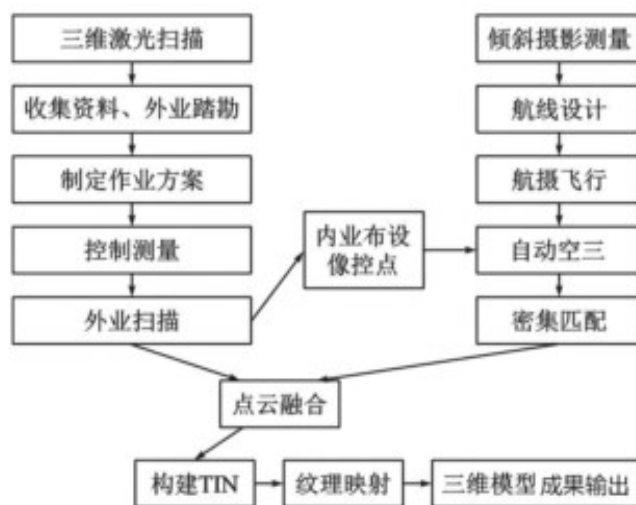 三维激光扫描
收集资料、外业踏勘
制定作业方案
控制测量
外业扫描
内业布设
像控点
倾斜摄影测量
航线设计
航摄飞行
自动空三
密集匹配
点云融合
构建TIN
纹理映射
三维模型成果输出